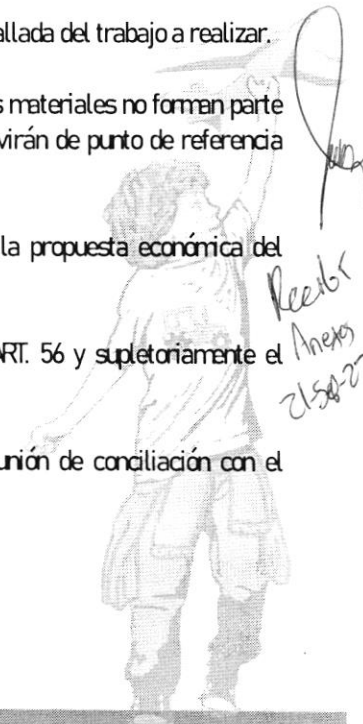 allada del trabajo a realizar.
s materiales no forman parte
virán de punto de referencia
la propuesta económica del
Recibí
ART. 56 y supletoriamente el
Anexos
unión de conciliación con el